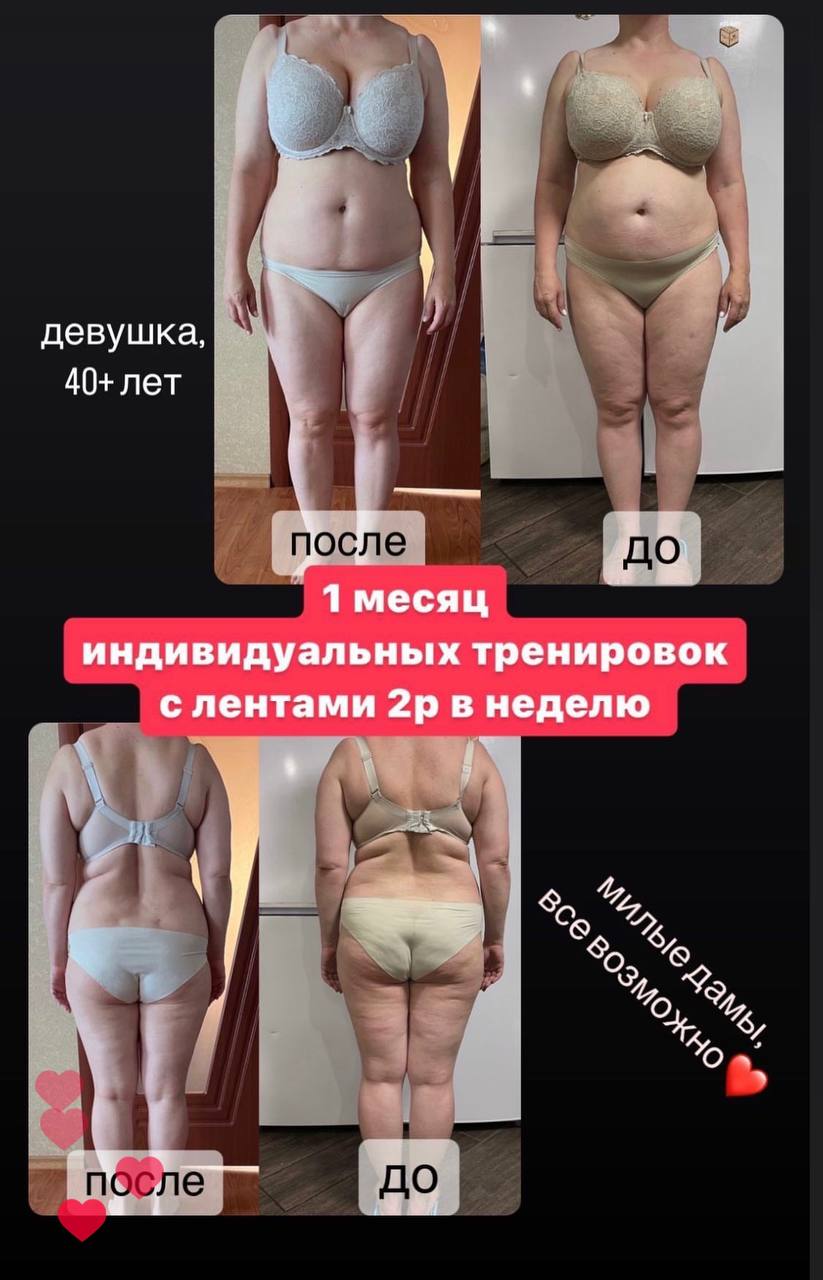 девушка,
40+ лет
после
до
1 месяц
индивидуальных тренировок
с лентами 2р в неделю
милые дамы,
все возможно
после
до